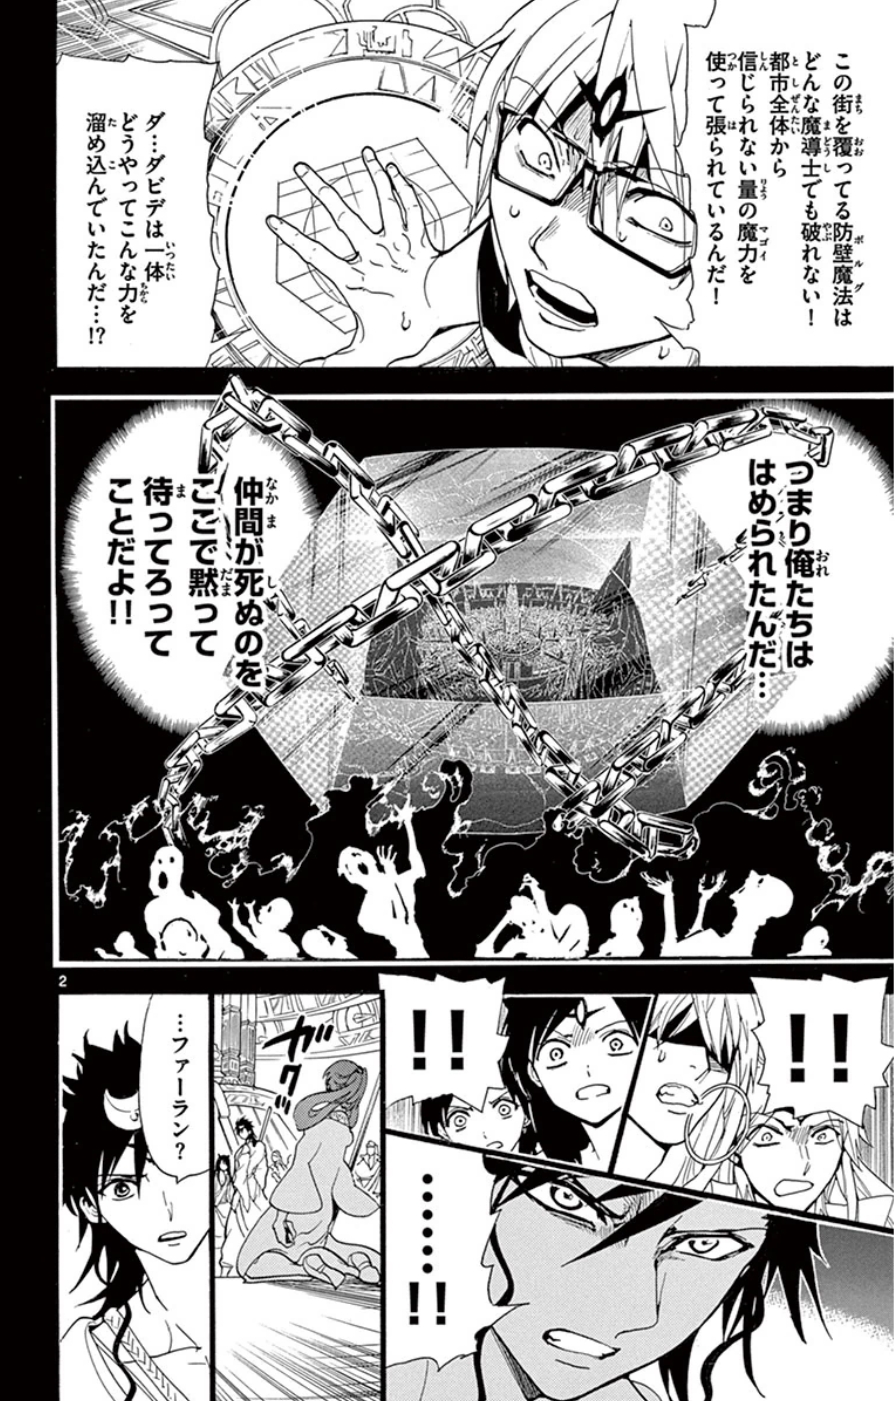 この街を覆ってる防壁魔法は
どんな魔導士でも破れない！
都市全体から
信じられない量の魔力を
使って張られているんだ！
ダ…ダビデは一体
どうやってこんな力を
溜め込んでいたんだ…!?
つまり俺たちは
はめられたんだ…
仲間が死ぬのを
ここで黙って
待ってろって
ことだよ!!
2
!!
!!
……!!
ガクッ
…ファーラン？